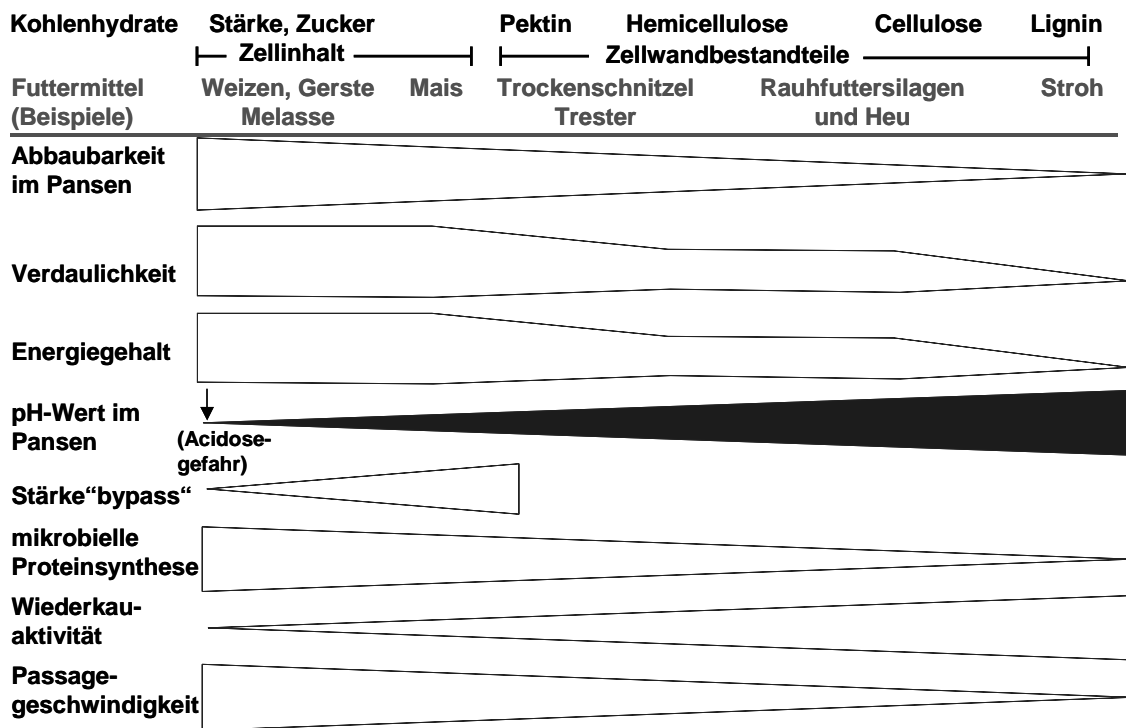 Kohlenhydrate Stärke, Zucker Pektin Hemicellulose Cellulose Lignin
Zellinhalt Zellwandbestandteile
Futtermittel Weizen, Gerste Mais Trockenschnitzel Rauhfuttersilagen Stroh
(Beispiele) Melasse Trester und Heu
Abbaubarkeit
im Pansen
Verdaulichkeit
Energiegehalt
pH-Wert im
Pansen
(Acidose-
gefahr)
Stärke“bypass“
mikrobielle
Proteinsynthese
Wiederkau-
aktivität
Passage-
geschwindigkeit